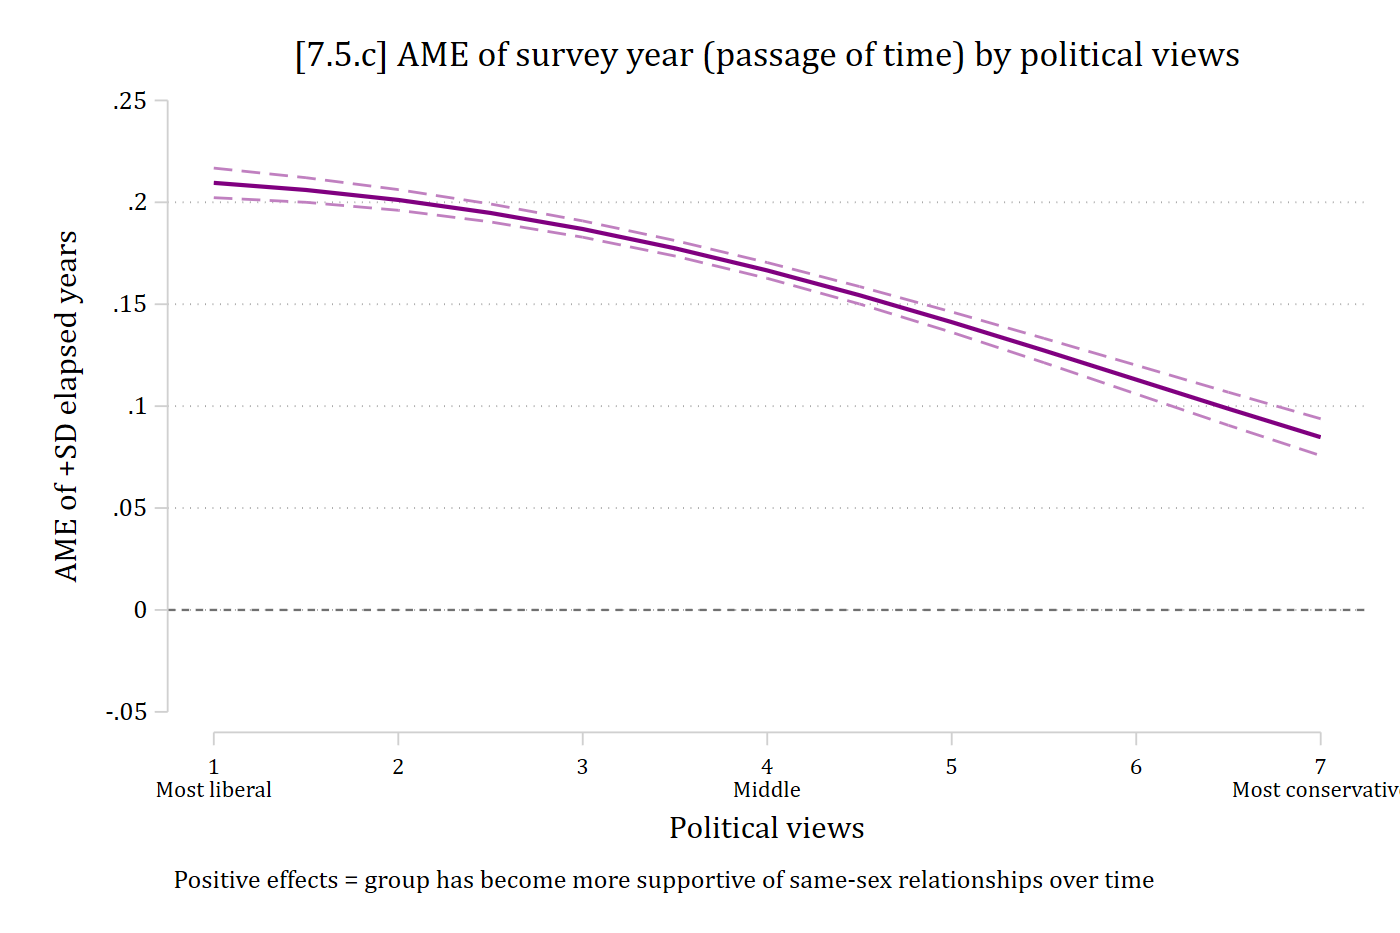 [7.5.c] AME of survey year (passage of time) by political views
AME of +SD elapsed years
.25
.2
.15
.1
.05
0
-.05
1 2 3 4 5 6 7
Most liberal Middle Most conservativ
Political views
Positive effects = group has become more supportive of same-sex relationships over time